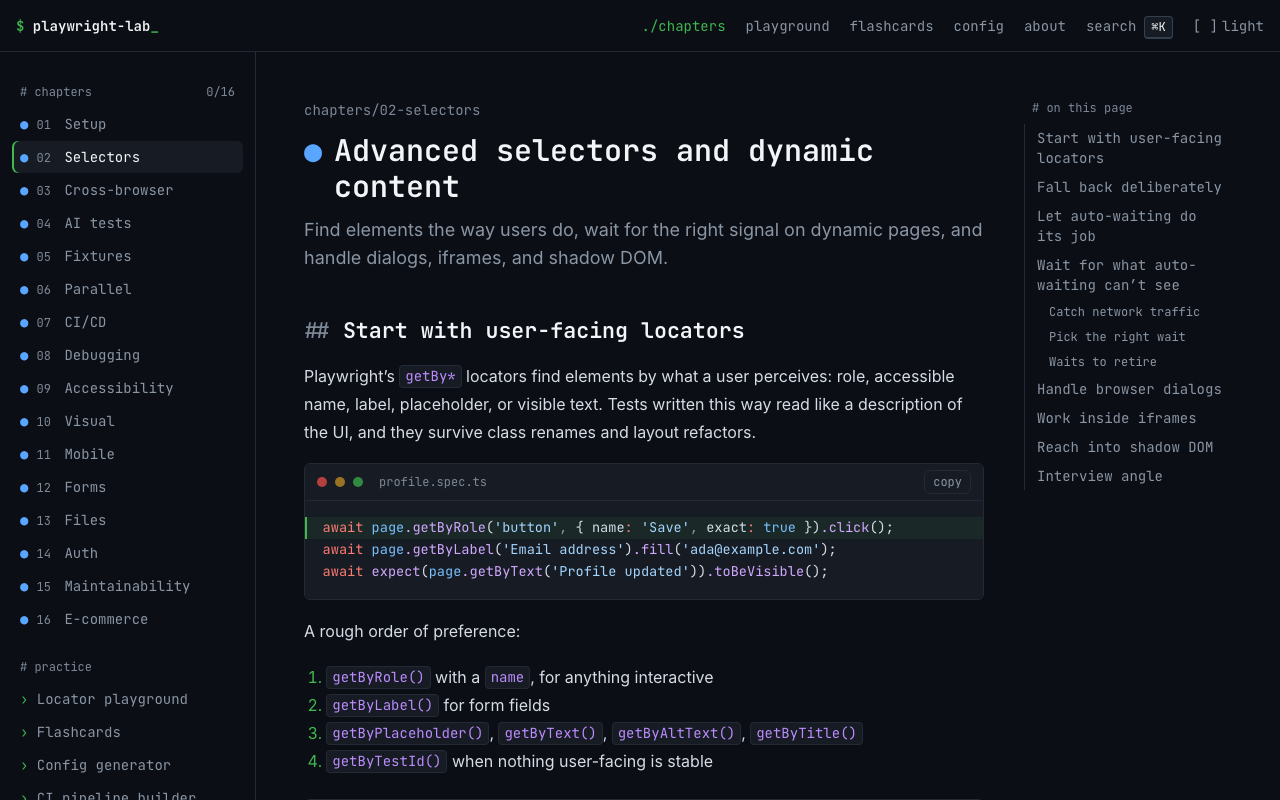 $ playwright-lab_
./chapters playground flashcards config about search ⌘K [ ] light
# chapters 0/16
01 Setup
02 Selectors
03 Cross-browser
04 AI tests
05 Fixtures
06 Parallel
07 CI/CD
08 Debugging
09 Accessibility
10 Visual
11 Mobile
12 Forms
13 Files
14 Auth
15 Maintainability
16 E-commerce
# practice
› Locator playground
› Flashcards
› Config generator
› CI pipeline builder
chapters/02-selectors
Advanced selectors and dynamic
content
Find elements the way users do, wait for the right signal on dynamic pages, and
handle dialogs, iframes, and shadow DOM.
## Start with user-facing locators
Playwright’s getBy* locators find elements by what a user perceives: role, accessible
name, label, placeholder, or visible text. Tests written this way read like a description of
the UI, and they survive class renames and layout refactors.
profile.spec.ts copy
await page.getByRole('button', { name: 'Save', exact: true }).click();
await page.getByLabel('Email address').fill('ada@example.com');
await expect(page.getByText('Profile updated')).toBeVisible();
A rough order of preference:
1. getByRole() with a name, for anything interactive
2. getByLabel() for form fields
3. getByPlaceholder(), getByText(), getByAltText(), getByTitle()
4. getByTestId() when nothing user-facing is stable
# on this page
Start with user-facing
locators
Fall back deliberately
Let auto-waiting do
its job
Wait for what auto-
waiting can’t see
Catch network traffic
Pick the right wait
Waits to retire
Handle browser dialogs
Work inside iframes
Reach into shadow DOM
Interview angle